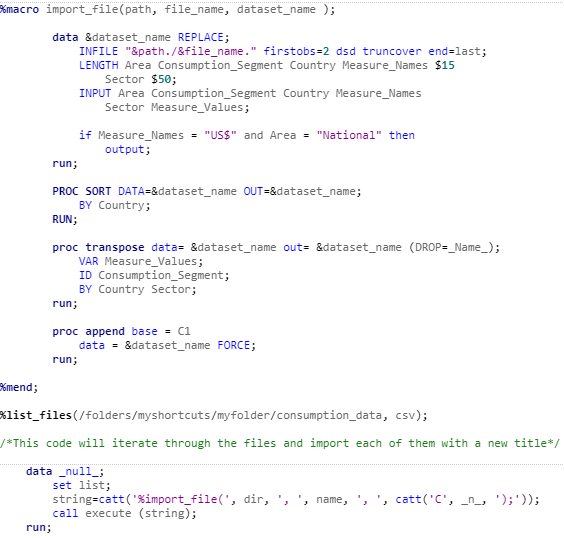 %macro import_file(path, file_name, dataset_name );
data &dataset_name REPLACE;
INFILE "&path./&file_name." firstobs=2 dsd truncover end=last;
LENGTH Area Consumption_Segment Country Measure_Names $15
Sector $50;
INPUT Area Consumption_Segment Country Measure_Names
Sector Measure_Values;
if Measure_Names = "US$" and Area = "National" then
output;
run;
PROC SORT DATA=&dataset_name OUT=&dataset_name;
BY Country;
RUN;
proc transpose data= &dataset_name out= &dataset_name (DROP=_Name_);
VAR Measure_Values;
ID Consumption_Segment;
BY Country Sector;
run;
proc append base = C1
data = &dataset_name FORCE;
run;
%mend;
%list_files(/folders/myshortcuts/myfolder/consumption_data, csv);
/*This code will iterate through the files and import each of them with a new title*/
data _null_;
set list;
string=catt('%import_file(', dir, ', ', name, ', ', catt('C', _n_, ');'));
call execute (string);
run;